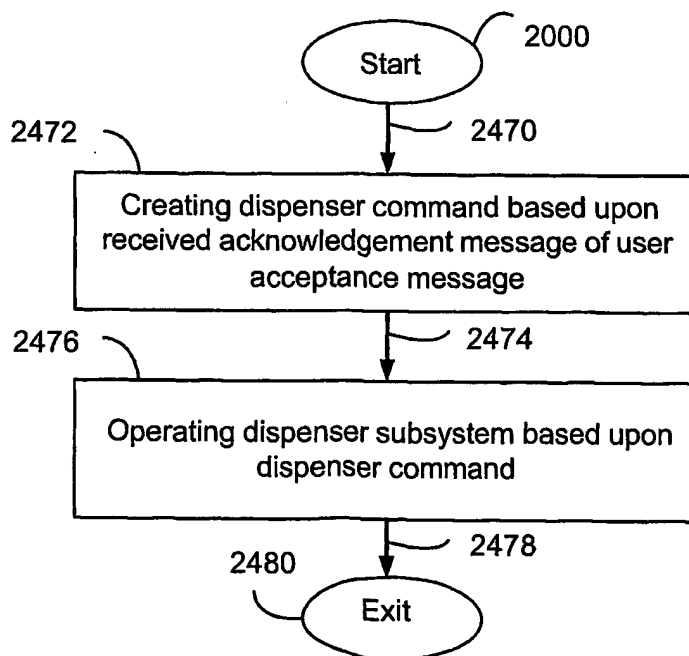 2000
Start
2470
2472
Creating dispenser command based upon
received acknowledgement message of user
acceptance message
2474
2476
Operating dispenser subsystem based upon
dispenser command
2478
2480
Exit